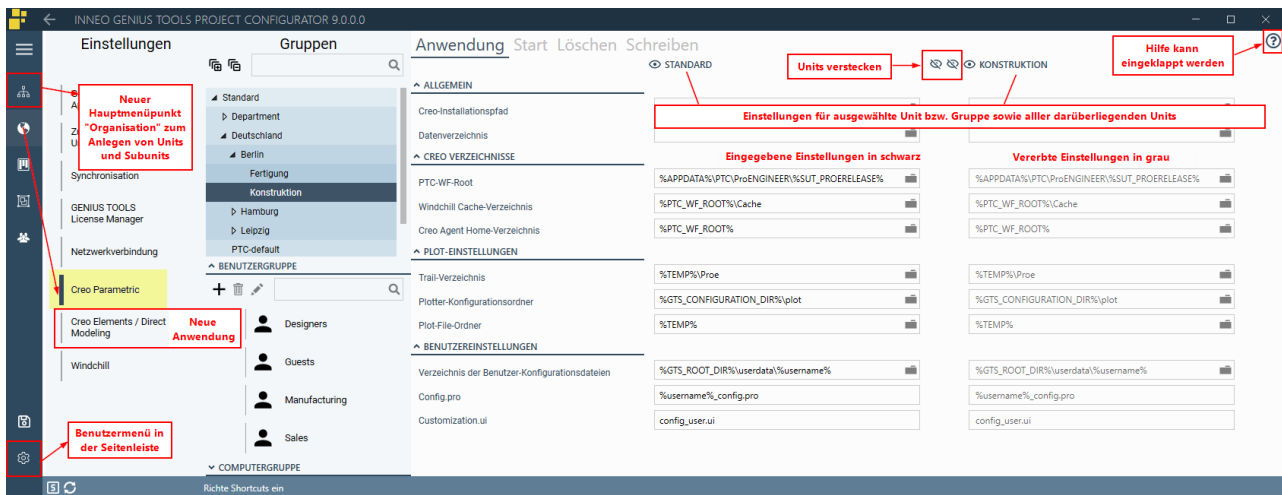 INNEO GENIUS TOOLS PROJECT CONFIGURATOR 9.0.0.0
Einstellungen
Neuer
Hauptmenüpunkt
"Organisation" zum
Anlegen von Units
und Subunits
Synchronisation
GENIUS TOOLS
License Manager
Netzwerkverbindung
Creo Parametric
Creo Elements / Direct
Modeling
Neue
Anwendung
Windchill
Benutzermenü in
der Seitenleiste
Gruppen
Standard
Department
Deutschland
Berlin
Fertigung
Konstruktion
Hamburg
Leipzig
PTC-default
BENUTZERGRUPPE
Designers
Guests
Manufacturing
Sales
COMPUTERGRUPPE
Anwendung Start Löschen Schreiben
STANDARD
Units verstecken
KONSTRUKTION
Hilfe kann
eingeklappt werden
ALLGEMEIN
Creo-Installationspfad
Einstellungen für ausgewählte Unit bzw. Gruppe sowie alller darüberliegenden Units
Datenverzeichnis
CREO VERZEICHNISSE
Eingegebene Einstellungen in schwarz
Vererbte Einstellungen in grau
PTC-WF-Root %APPDATA%\PTC\ProENGINEER\%SUT_PROERELEASE% %APPDATA%\PTC\ProENGINEER\%SUT_PROERELEASE%
Windchill Cache-Verzeichnis %PTC_WF_ROOT%\Cache %PTC_WF_ROOT%\Cache
Creo Agent Home-Verzeichnis %PTC_WF_ROOT% %PTC_WF_ROOT%
PLOT-EINSTELLUNGEN
Trail-Verzeichnis %TEMP%\Proe %TEMP%\Proe
Plotter-Konfigurationsordner %GTS_CONFIGURATION_DIR%\plot %GTS_CONFIGURATION_DIR%\plot
Plot-File-Ordner %TEMP% %TEMP%
BENUTZEREINSTELLUNGEN
Verzeichnis der Benutzer-Konfigurationsdateien %GTS_ROOT_DIR%\userdata\%username% %GTS_ROOT_DIR%\userdata\%username%
Config.pro %username%_config.pro %username%_config.pro
Customization.ui config_user.ui config_user.ui
S
Richte Shortcuts ein